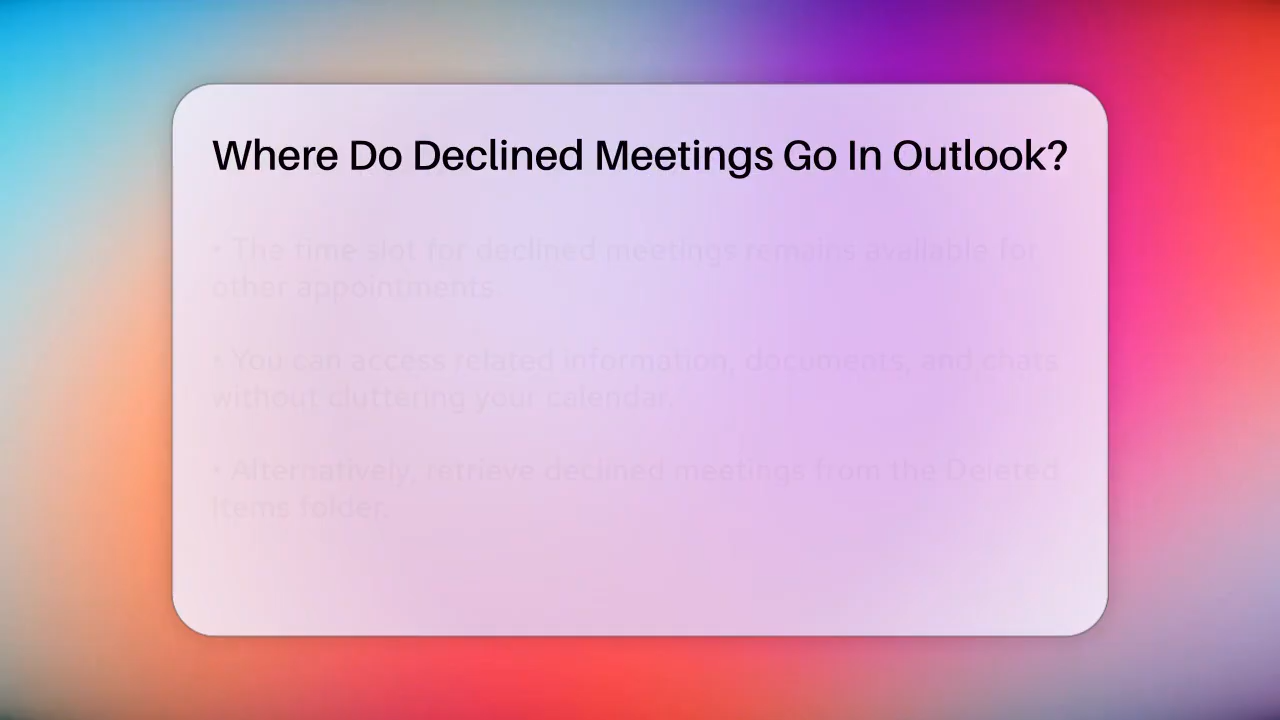 Where Do Declined Meetings Go In Outlook?
• The time slot for declined meetings remains available for
other appointments.
• You can access related information, documents, and chats
without cluttering your calendar.
• Alternatively, retrieve declined meetings from the Deleted
Items folder.